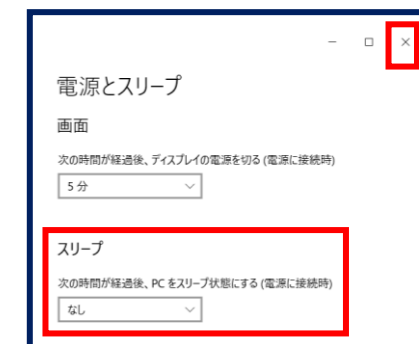 電源とスリープ
画面
次の時間が経過後、ディスプレイの電源を切る (電源に接続時)
5 分
スリープ
次の時間が経過後、PC をスリープ状態にする (電源に接続時)
なし